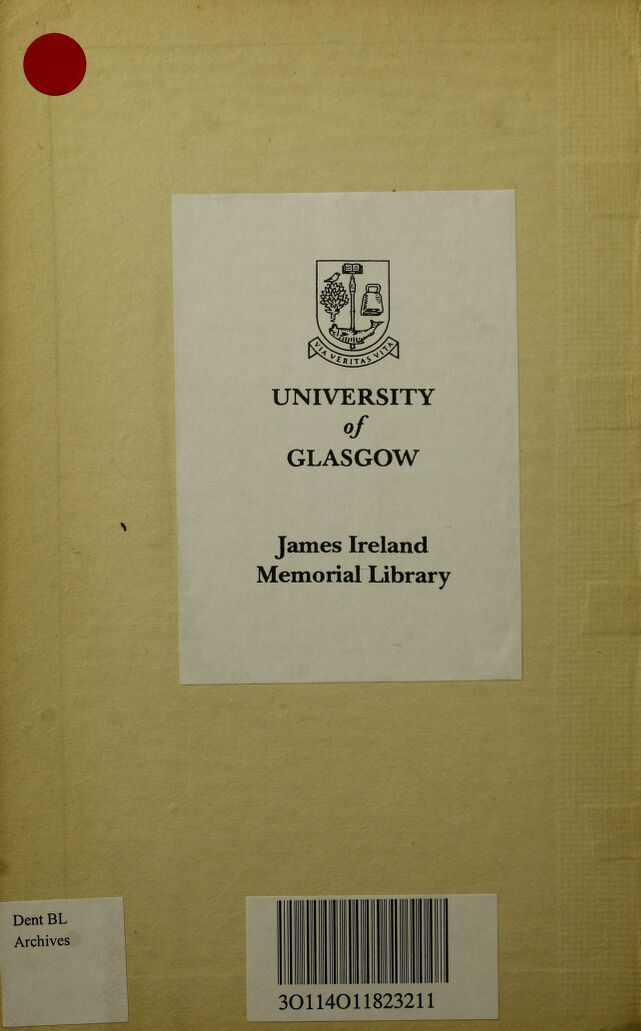 VIA VERITAS VITA
UNIVERSITY
of
GLASGOW
James Ireland
Memorial Library
Dent BL
Archives
30114011823211